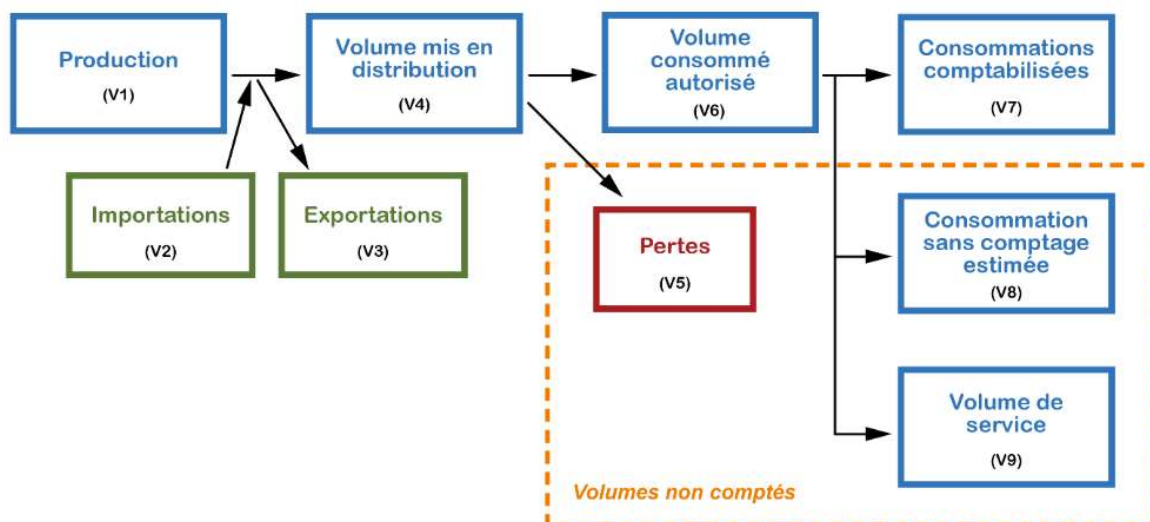 Production
(V1)
Volume mis en
distribution
(V4)
Volume
consommé
autorisé
(V6)
Consommations
comptabilisées
(V7)
Importations
(V2)
Exportations
(V3)
Pertes
(V5)
Consommation
sans comptage
estimée
(V8)
Volume de
service
(V9)
Volumes non comptés